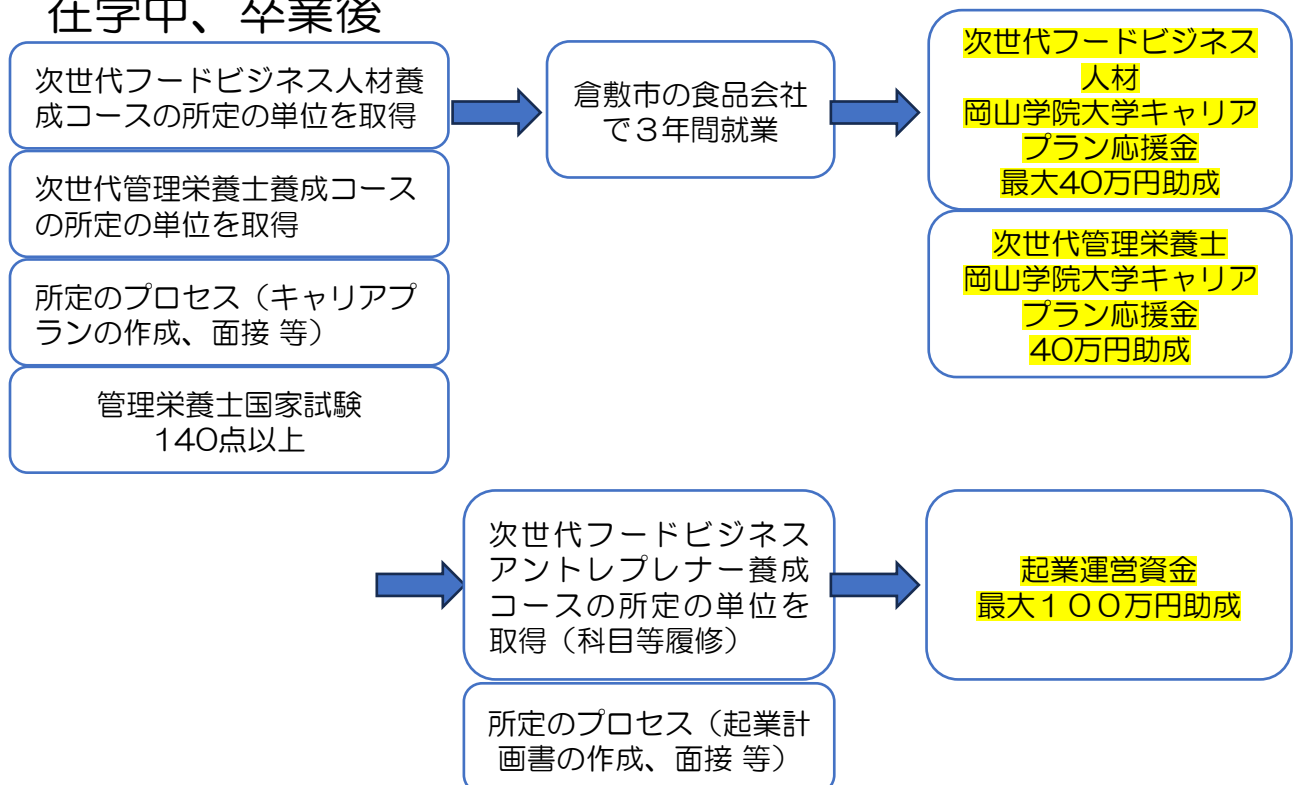 在学中、卒業後
次世代フードビジネス人材養
成コースの所定の単位を取得
次世代管理栄養士養成コース
の所定の単位を取得
所定のプロセス（キャリアプ
ランの作成、面接 等）
管理栄養士国家試験
140点以上
倉敷市の食品会社
で３年間就業
次世代フードビジネス
人材
岡山学院大学キャリア
プラン応援金
最大40万円助成
次世代管理栄養士
岡山学院大学キャリア
プラン応援金
40万円助成
次世代フードビジネス
アントレプレナー養成
コースの所定の単位を
取得（科目等履修）
所定のプロセス（起業計
画書の作成、面接 等）
起業運営資金
最大１００万円助成